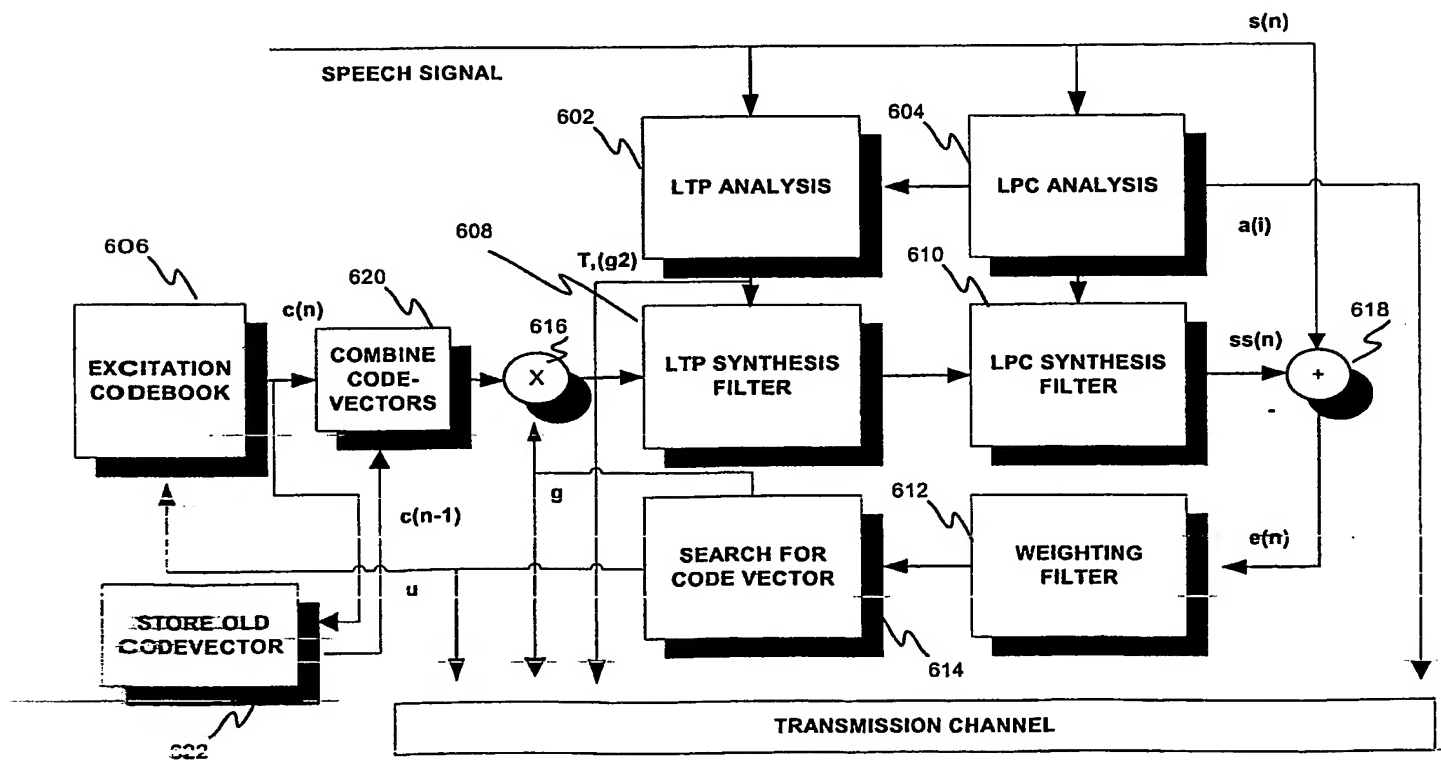 s(n)
SPEECH SIGNAL
602
604
LTP ANALYSIS
LPC ANALYSIS
a(i)
606
608
T,(g2)
610
620
c(n)
616
618
ss(n)
EXCITATION
CODEBOOK
COMBINE
CODE-
VECTORS
X
LTP SYNTHESIS
FILTER
LPC SYNTHESIS
FILTER
+
-
g
612
c(n-1)
SEARCH FOR
CODE VECTOR
WEIGHTING
FILTER
e(n)
u
STORE OLD
CODEVECTOR
614
622
TRANSMISSION CHANNEL